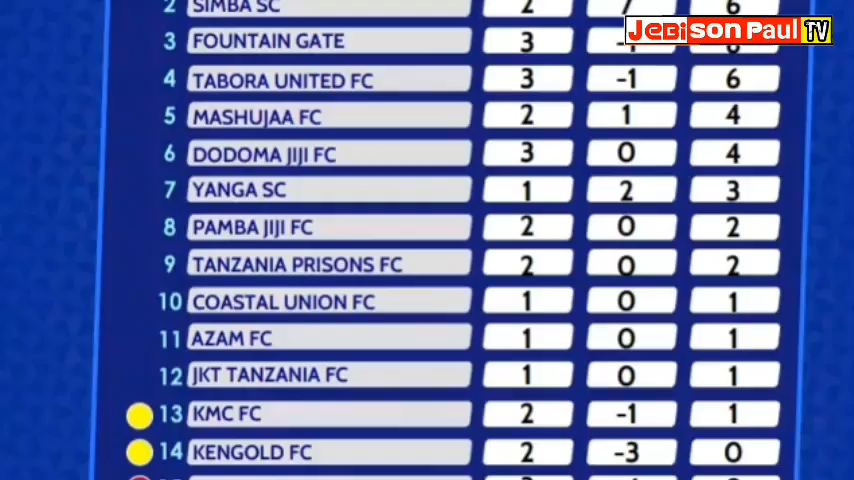 JEBISON PAUL TV
2 SIMBA SC 2 7 6
3 FOUNTAIN GATE 3 -1 6
4 TABORA UNITED FC 3 -1 6
5 MASHUJAA FC 2 1 4
6 DODOMA JIJI FC 3 0 4
7 YANGA SC 1 2 3
8 PAMBA JIJI FC 2 0 2
9 TANZANIA PRISONS FC 2 0 2
10 COASTAL UNION FC 1 0 1
11 AZAM FC 1 0 1
12 JKT TANZANIA FC 1 0 1
13 KMC FC 2 -1 1
14 KENGOLD FC 2 -3 0